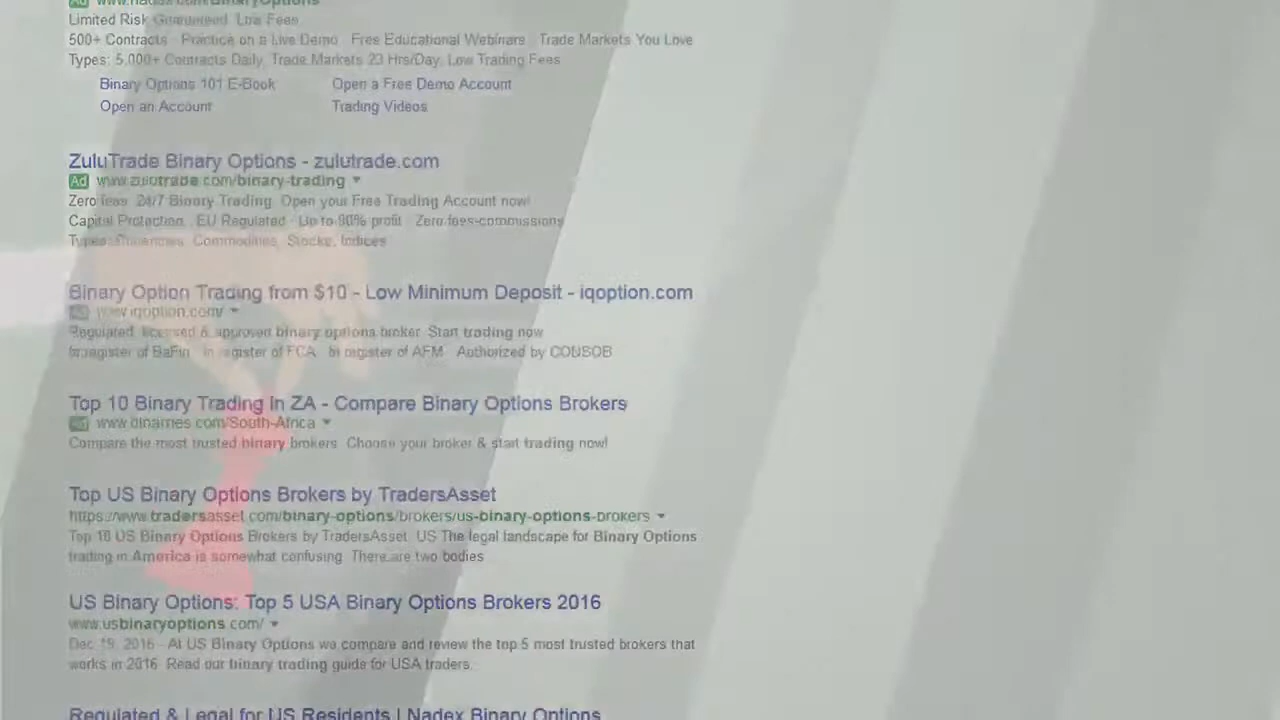 Ad www.nadex.com/BinaryOptions
Limited Risk Guaranteed. Low Fees.
500+ Contracts · Practice on a Live Demo · Free Educational Webinars · Trade Markets You Love
Types: 5,000+ Contracts Daily, Trade Markets 23 Hrs/Day, Low Trading Fees
Binary Options 101 E-Book
Open a Free Demo Account
Open an Account
Trading Videos
ZuluTrade Binary Options - zulutrade.com
Ad www.zulutrade.com/binary-trading
Zero fees. 24/7 Binary Trading. Open your Free Trading Account now!
Capital Protection · EU Regulated · Up to 90% profit · Zero fees-commissions
Types: Currencies, Commodities, Stocks, Indices
Binary Option Trading from $10 - Low Minimum Deposit - iqoption.com
Ad www.iqoption.com/
Regulated, licensed & approved binary options broker. Start trading now
In register of BaFin · In register of FCA · In register of AFM · Authorized by CONSOB
Top 10 Binary Trading in ZA - Compare Binary Options Brokers
Ad www.binaries.com/South-Africa
Compare the most trusted binary brokers. Choose your broker & start trading now!
Top US Binary Options Brokers by TradersAsset
https://www.tradersasset.com/binary-options/brokers/us-binary-options-brokers
Top 10 US Binary Options Brokers by TradersAsset. US The legal landscape for Binary Options
trading in America is somewhat confusing. There are two bodies
US Binary Options: Top 5 USA Binary Options Brokers 2016
www.usbinaryoptions.com/
Dec 19, 2016 - At US Binary Options we compare and review the top 5 most trusted brokers that
works in 2016. Read our binary trading guide for USA traders.
Regulated & Legal for US Residents | Nadex Binary Options